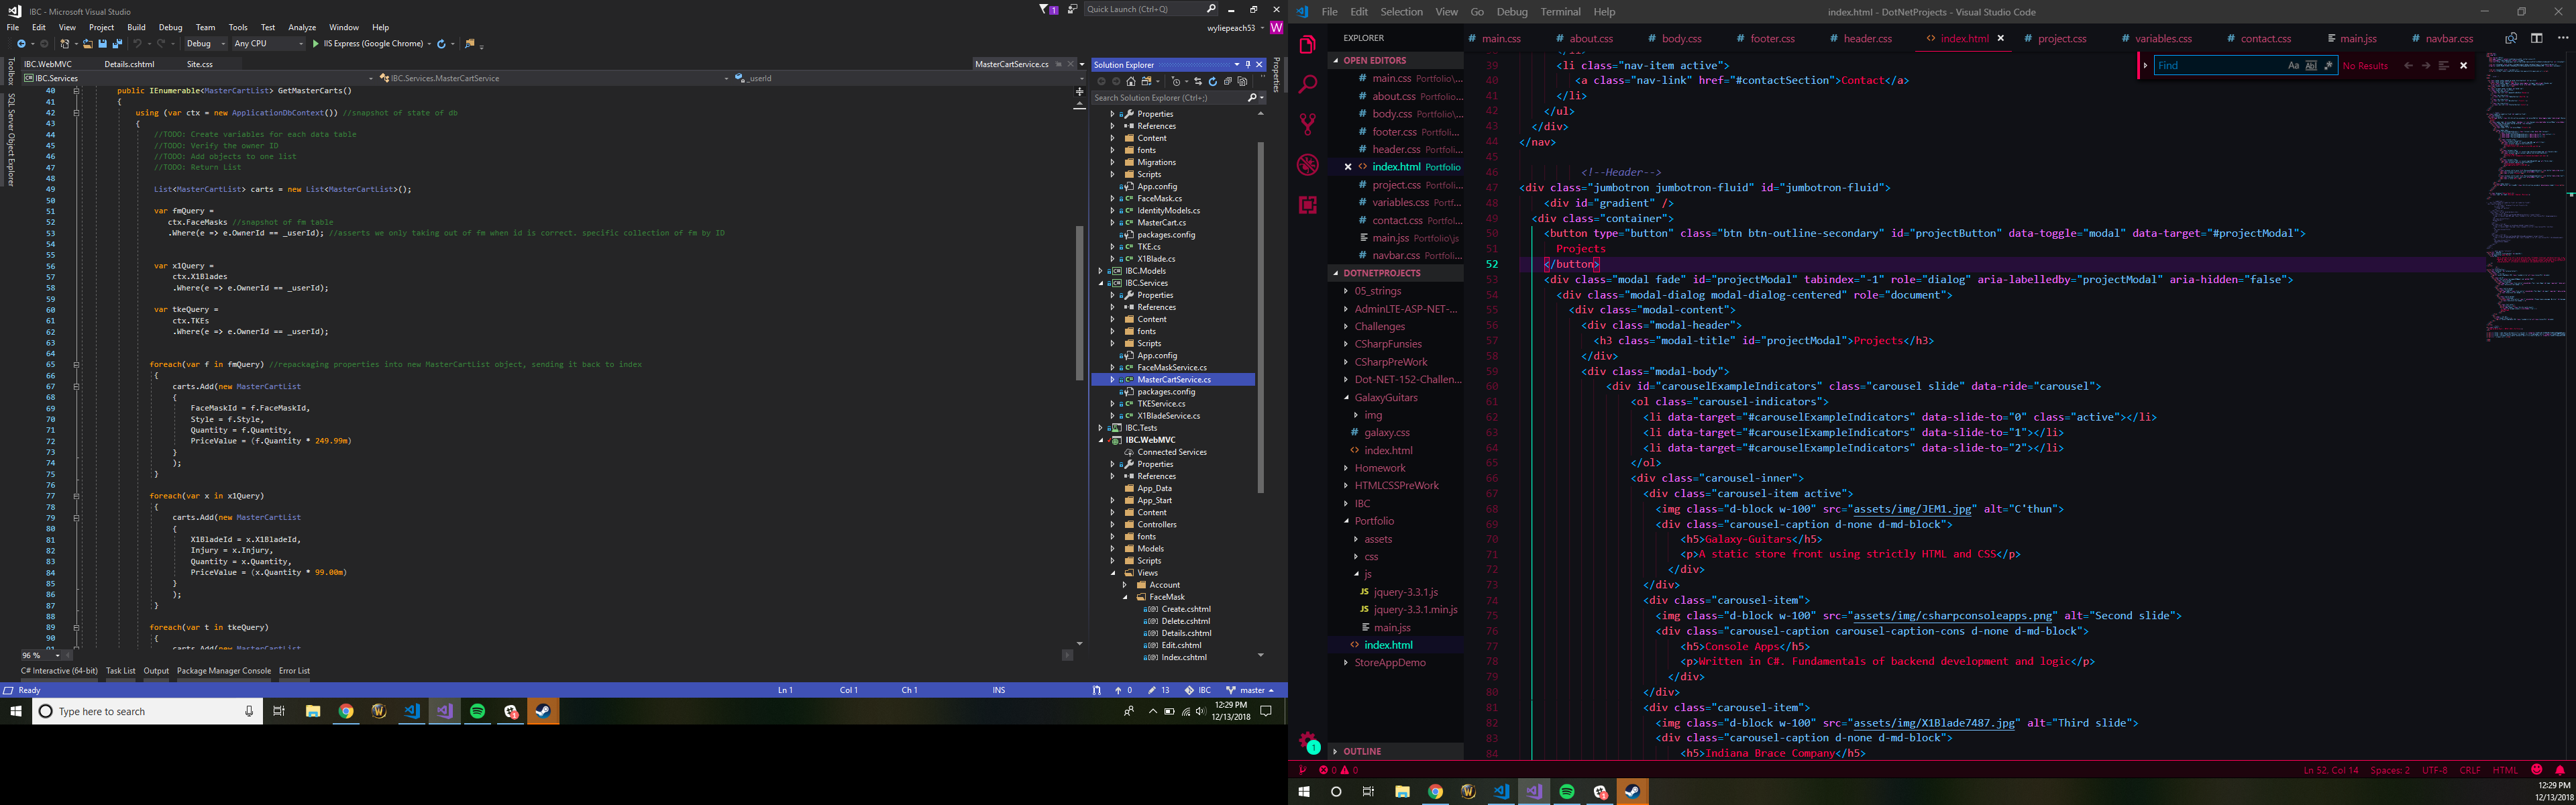 IBC - Microsoft Visual Studio
1
Quick Launch (Ctrl+Q)
File Edit View Project Build Debug Team Tools Test Analyze Window Help
wyliepeach53 W
Debug Any CPU IIS Express (Google Chrome)
IBC.WebMVC Details.cshtml Site.css MasterCartService.cs
IBC.Services IBC.Services.MasterCartService _userId
Toolbox
SQL Server Object Explorer
40 public IEnumerable<MasterCartList> GetMasterCarts()
41 {
42 using (var ctx = new ApplicationDbContext()) //snapshot of state of db
43 {
44 //TODO: Create variables for each data table
45 //TODO: Verify the owner ID
46 //TODO: Add objects to one list
47 //TODO: Return List
48
49 List<MasterCartList> carts = new List<MasterCartList>();
50
51 var fmQuery =
52 ctx.FaceMasks //snapshot of fm table
53 .Where(e => e.OwnerId == _userId); //asserts we only taking out of fm when id is correct. specific collection of fm by ID
54
55
56 var x1Query =
57 ctx.X1Blades
58 .Where(e => e.OwnerId == _userId);
59
60 var tkeQuery =
61 ctx.TKEs
62 .Where(e => e.OwnerId == _userId);
63
64
65 foreach(var f in fmQuery) //repackaging properties into new MasterCartList object, sending it back to index
66 {
67 carts.Add(new MasterCartList
68 {
69 FaceMaskId = f.FaceMaskId,
70 Style = f.Style,
71 Quantity = f.Quantity,
72 PriceValue = (f.Quantity * 249.99m)
73 }
74 );
75 }
76
77 foreach(var x in x1Query)
78 {
79 carts.Add(new MasterCartList
80 {
81 X1BladeId = x.X1BladeId,
82 Injury = x.Injury,
83 Quantity = x.Quantity,
84 PriceValue = (x.Quantity * 99.00m)
85 }
86 );
87 }
88
89 foreach(var t in tkeQuery)
90 {
91 carts.Add(new MasterCartList
96 %
C# Interactive (64-bit) Task List Output Package Manager Console Error List
Ready Ln 1 Col 1 Ch 1 INS 0 13 IBC master
Type here to search
12:29 PM
12/13/2018
Solution Explorer
Properties
Search Solution Explorer (Ctrl+;)
Properties
References
Content
fonts
Migrations
Scripts
App.config
FaceMask.cs
IdentityModels.cs
MasterCart.cs
packages.config
TKE.cs
X1Blade.cs
IBC.Models
IBC.Services
Properties
References
Content
fonts
Scripts
App.config
FaceMaskService.cs
MasterCartService.cs
packages.config
TKEService.cs
X1BladeService.cs
IBC.Tests
IBC.WebMVC
Connected Services
Properties
References
App_Data
App_Start
Content
Controllers
fonts
Models
Scripts
Views
Account
FaceMask
Create.cshtml
Delete.cshtml
Details.cshtml
Edit.cshtml
Index.cshtml
File Edit Selection View Go Debug Terminal Help
index.html - DotNetProjects - Visual Studio Code
EXPLORER
# main.css # about.css # body.css # footer.css # header.css <> index.html # project.css # variables.css # contact.css main.jss # navbar.css
OPEN EDITORS
# main.css Portfolio\...
# about.css Portfolio...
# body.css Portfolio\...
# footer.css Portfoli...
# header.css Portfoli...
<> index.html Portfolio
# project.css Portfoli...
# variables.css Portf...
# contact.css Portfol...
main.jss Portfolio\js
# navbar.css Portfoli...
DOTNETPROJECTS
05_strings
AdminLTE-ASP-NET-...
Challenges
CSharpFunsies
CSharpPreWork
Dot-NET-152-Challen...
GalaxyGuitars
img
# galaxy.css
<> index.html
Homework
HTMLCSSPreWork
IBC
Portfolio
assets
css
js
JS jquery-3.3.1.js
JS jquery-3.3.1.min.js
main.jss
<> index.html
StoreAppDemo
OUTLINE
1
Find Aa Abl .* No Results
39 </li>
39 <li class="nav-item active">
40 <a class="nav-link" href="#contactSection">Contact</a>
41 </li>
42 </ul>
43 </div>
44 </nav>
45
46 <!--Header-->
47 <div class="jumbotron jumbotron-fluid" id="jumbotron-fluid">
48 <div id="gradient" />
49 <div class="container">
50 <button type="button" class="btn btn-outline-secondary" id="projectButton" data-toggle="modal" data-target="#projectModal">
51 Projects
52 </button>
53 <div class="modal fade" id="projectModal" tabindex="-1" role="dialog" aria-labelledby="projectModal" aria-hidden="false">
54 <div class="modal-dialog modal-dialog-centered" role="document">
55 <div class="modal-content">
56 <div class="modal-header">
57 <h3 class="modal-title" id="projectModal">Projects</h3>
58 </div>
59 <div class="modal-body">
60 <div id="carouselExampleIndicators" class="carousel slide" data-ride="carousel">
61 <ol class="carousel-indicators">
62 <li data-target="#carouselExampleIndicators" data-slide-to="0" class="active"></li>
63 <li data-target="#carouselExampleIndicators" data-slide-to="1"></li>
64 <li data-target="#carouselExampleIndicators" data-slide-to="2"></li>
65 </ol>
66 <div class="carousel-inner">
67 <div class="carousel-item active">
68 <img class="d-block w-100" src="assets/img/JEM1.jpg" alt="C'thun">
69 <div class="carousel-caption d-none d-md-block">
70 <h5>Galaxy-Guitars</h5>
71 <p>A static store front using strictly HTML and CSS</p>
72 </div>
73 </div>
74 <div class="carousel-item">
75 <img class="d-block w-100" src="assets/img/csharpconsoleapps.png" alt="Second slide">
76 <div class="carousel-caption carousel-caption-cons d-none d-md-block">
77 <h5>Console Apps</h5>
78 <p>Written in C#. Fundamentals of backend development and logic</p>
79 </div>
80 </div>
81 <div class="carousel-item">
82 <img class="d-block w-100" src="assets/img/X1Blade7487.jpg" alt="Third slide">
83 <div class="carousel-caption d-none d-md-block">
84 <h5>Indiana Brace Company</h5>
0 0 Ln 52, Col 14 Spaces: 2 UTF-8 CRLF HTML
12:29 PM
12/13/2018